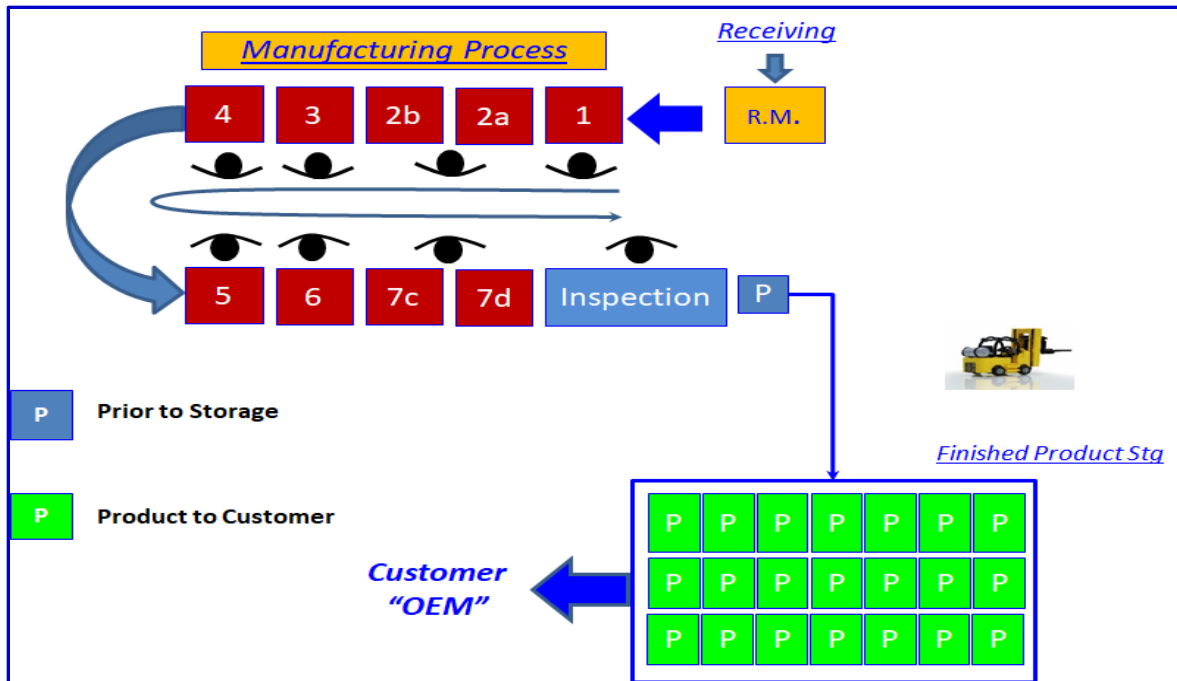 Receiving
Manufacturing Process
4 3 2b 2a 1 R.M.
5 6 7c 7d Inspection P
P Prior to Storage
Finished Product Stg
P Product to Customer
P P P P P P P
Customer
“OEM”
P P P P P P P
P P P P P P P